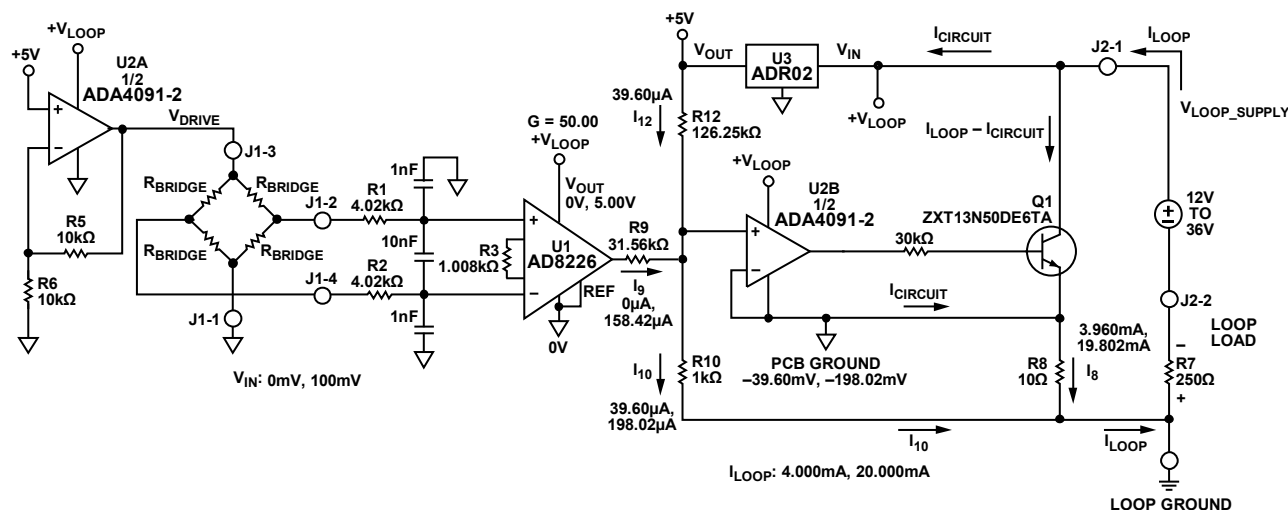 +5V
+VLOOP
U2A
1/2
ADA4091-2
+
−
VDRIVE
J1-3
RBRIDGE
RBRIDGE
RBRIDGE
RBRIDGE
R5
10kΩ
R6
10kΩ
J1-2
J1-4
J1-1
VIN: 0mV, 100mV
R1
4.02kΩ
R2
4.02kΩ
1nF
10nF
1nF
G = 50.00
+VLOOP
VOUT
0V, 5.00V
+
R3
1.008kΩ
U1
AD8226
−
REF
0V
R9
31.56kΩ
I9
0µA,
158.42µA
+5V
VOUT
U3
ADR02
VIN
+VLOOP
ICIRCUIT
ILOOP
J2-1
VLOOP_SUPPLY
39.60µA
I12
R12
126.25kΩ
ILOOP – ICIRCUIT
+VLOOP
U2B
1/2
ADA4091-2
+
−
30kΩ
Q1
ZXT13N50DE6TA
12V
TO
36V
+
−
ICIRCUIT
J2-2
LOOP
LOAD
I10
R10
1kΩ
39.60µA,
198.02µA
PCB GROUND
–39.60mV, –198.02mV
3.960mA,
19.802mA
R8
10Ω
I8
−
R7
250Ω
+
I10
ILOOP
ILOOP: 4.000mA, 20.000mA
LOOP GROUND